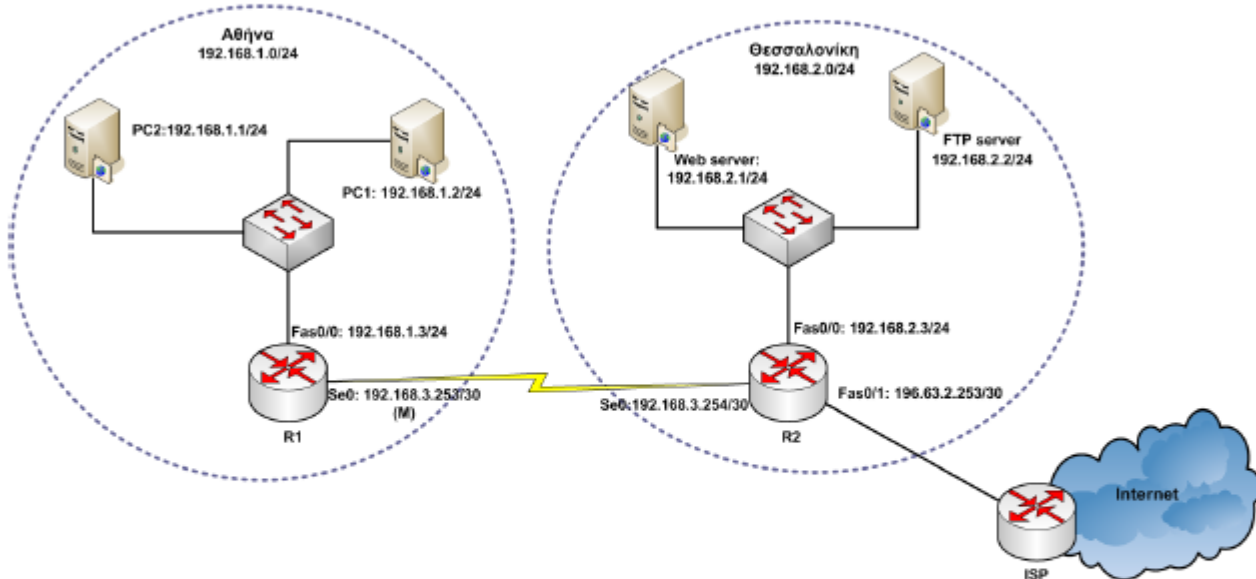 Αθήνα
192.168.1.0/24
PC2:192.168.1.1/24
PC1: 192.168.1.2/24
Fas0/0: 192.168.1.3/24
Se0: 192.168.3.253/30
(M)
R1
Θεσσαλονίκη
192.168.2.0/24
Web server:
192.168.2.1/24
FTP server
192.168.2.2/24
Fas0/0: 192.168.2.3/24
Se0:192.168.3.254/30
Fas0/1: 196.63.2.253/30
R2
Internet
ISP